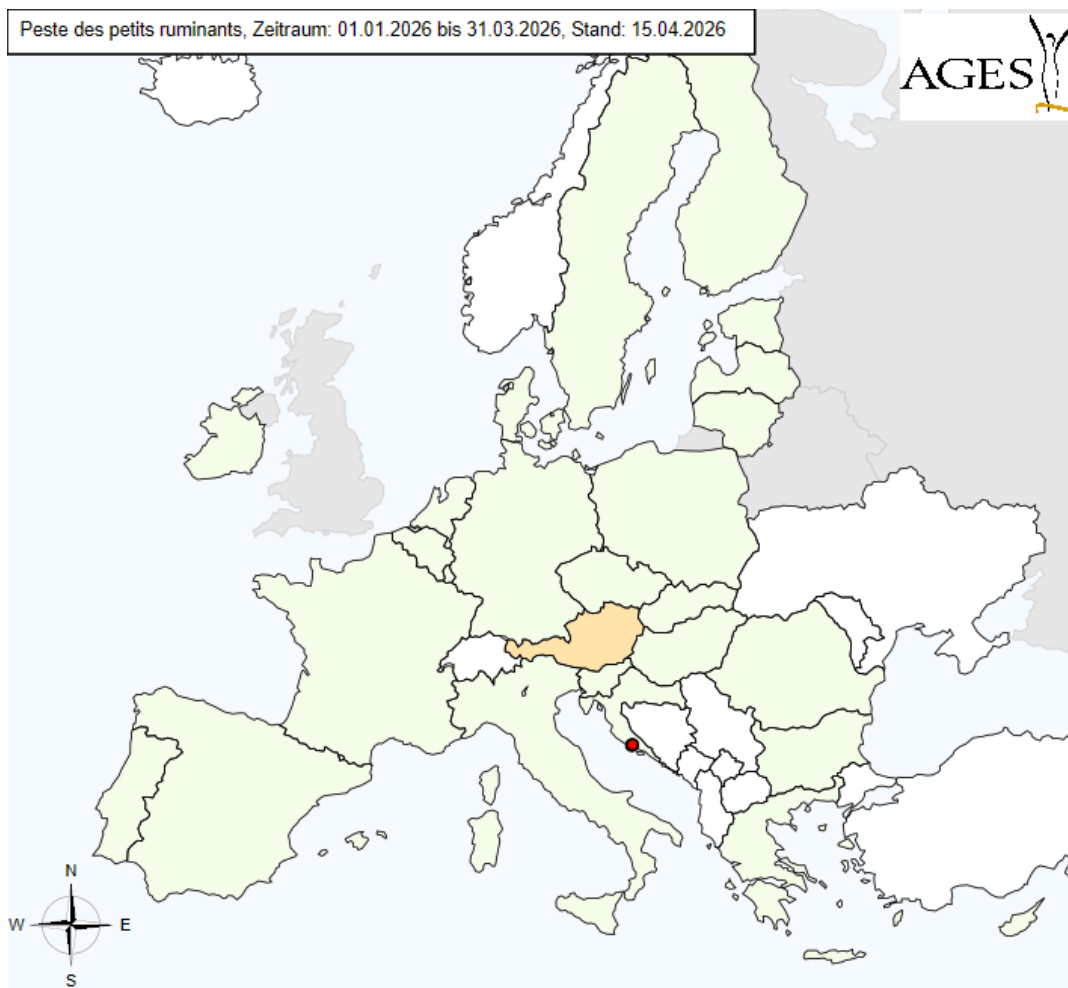 Peste des petits ruminants, Zeitraum: 01.01.2026 bis 31.03.2026, Stand: 15.04.2026
AGES
N
W
E
S